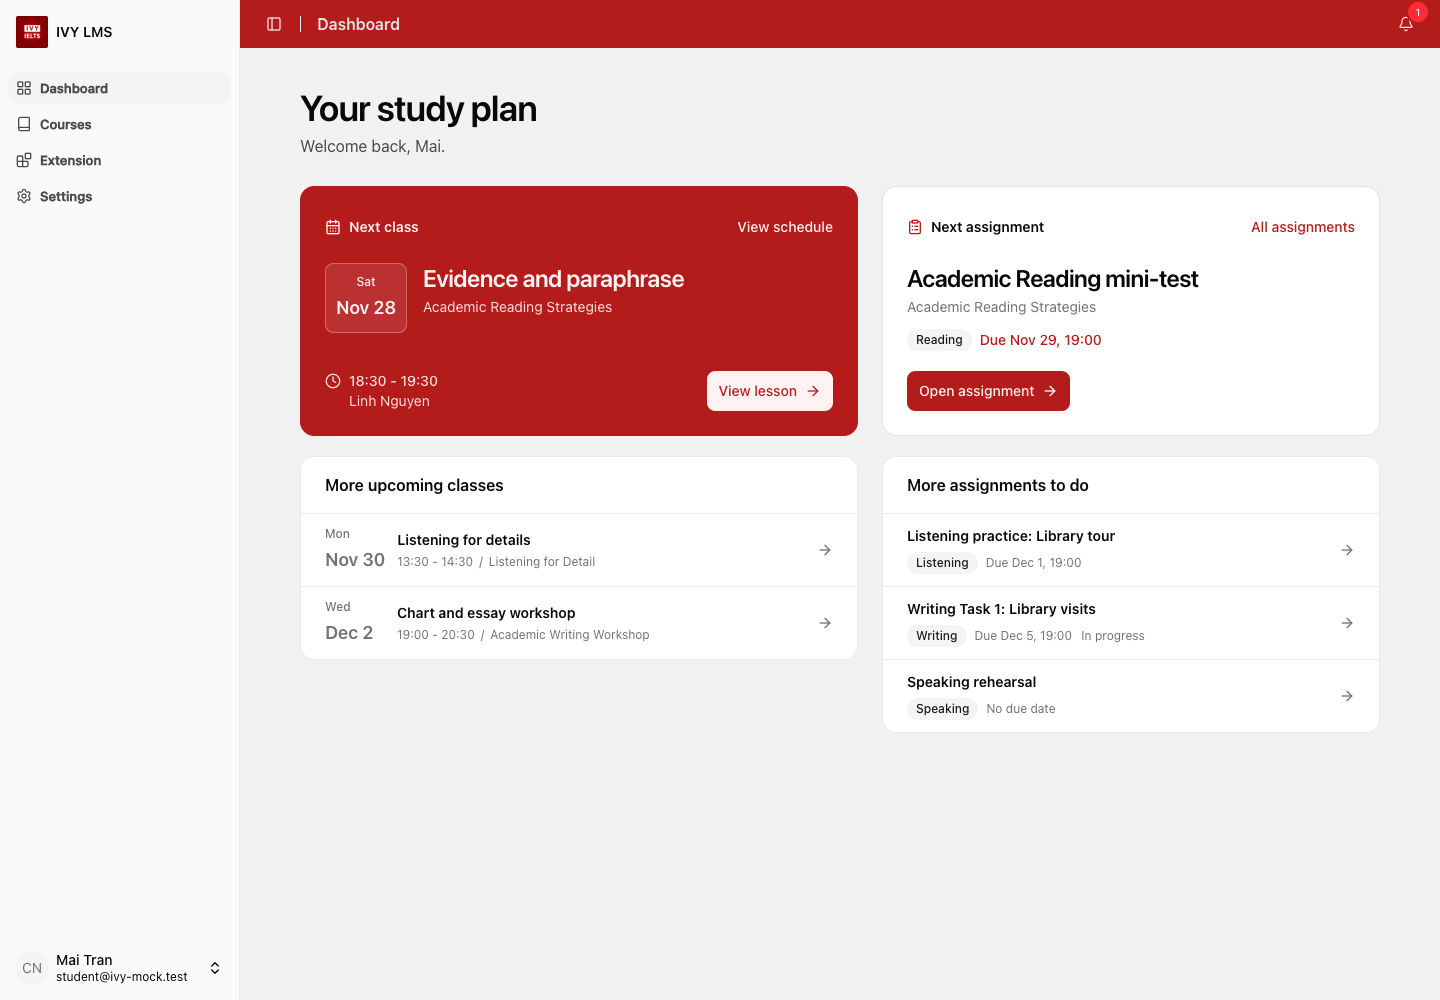 IVY
IELTS
IVY LMS
Dashboard
Courses
Extension
Settings
Mai Tran
CN
student@ivy-mock.test
Dashboard
1
Your study plan
Welcome back, Mai.
Next class
View schedule
Sat
Nov 28
Evidence and paraphrase
Academic Reading Strategies
18:30 - 19:30
Linh Nguyen
View lesson
Next assignment
All assignments
Academic Reading mini-test
Academic Reading Strategies
Reading
Due Nov 29, 19:00
Open assignment
More upcoming classes
Mon
Nov 30
Listening for details
13:30 - 14:30 / Listening for Detail
Wed
Dec 2
Chart and essay workshop
19:00 - 20:30 / Academic Writing Workshop
More assignments to do
Listening practice: Library tour
Listening Due Dec 1, 19:00
Writing Task 1: Library visits
Writing Due Dec 5, 19:00 In progress
Speaking rehearsal
Speaking No due date